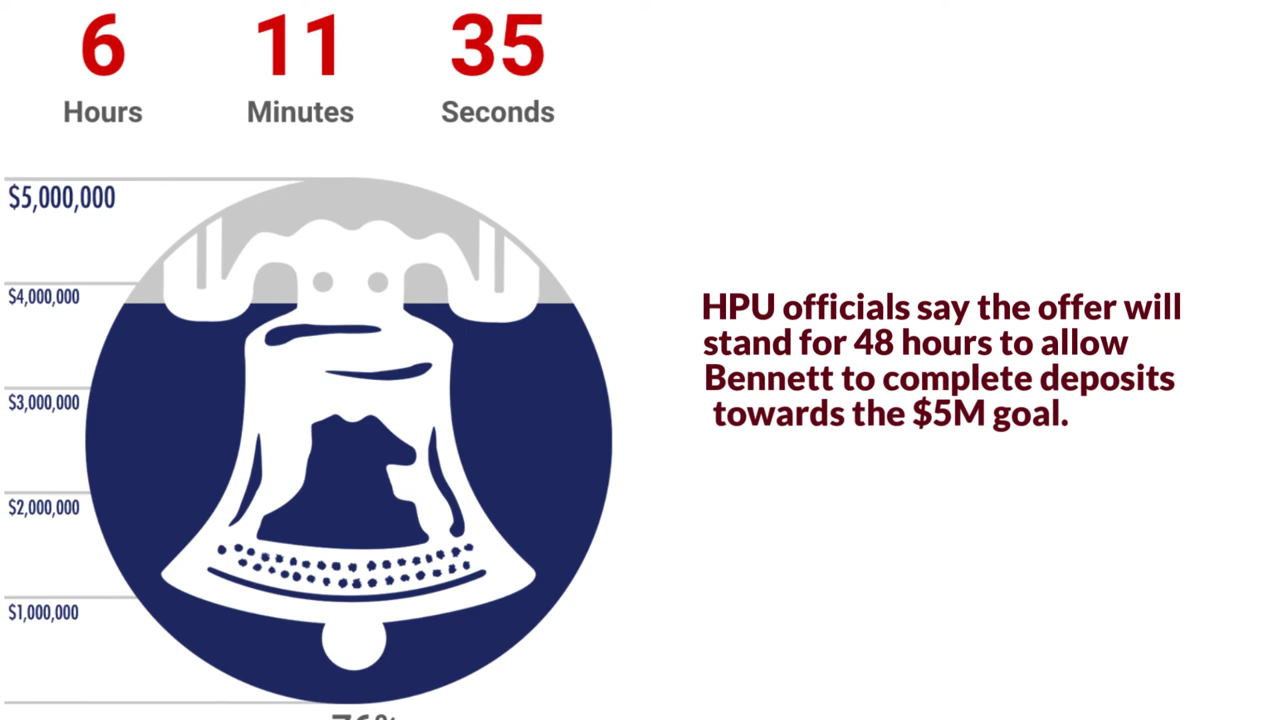 6 11 35
Hours Minutes Seconds
$5,000,000
$4,000,000
$3,000,000
$2,000,000
$1,000,000
76%
HPU officials say the offer will
stand for 48 hours to allow
Bennett to complete deposits
towards the $5M goal.